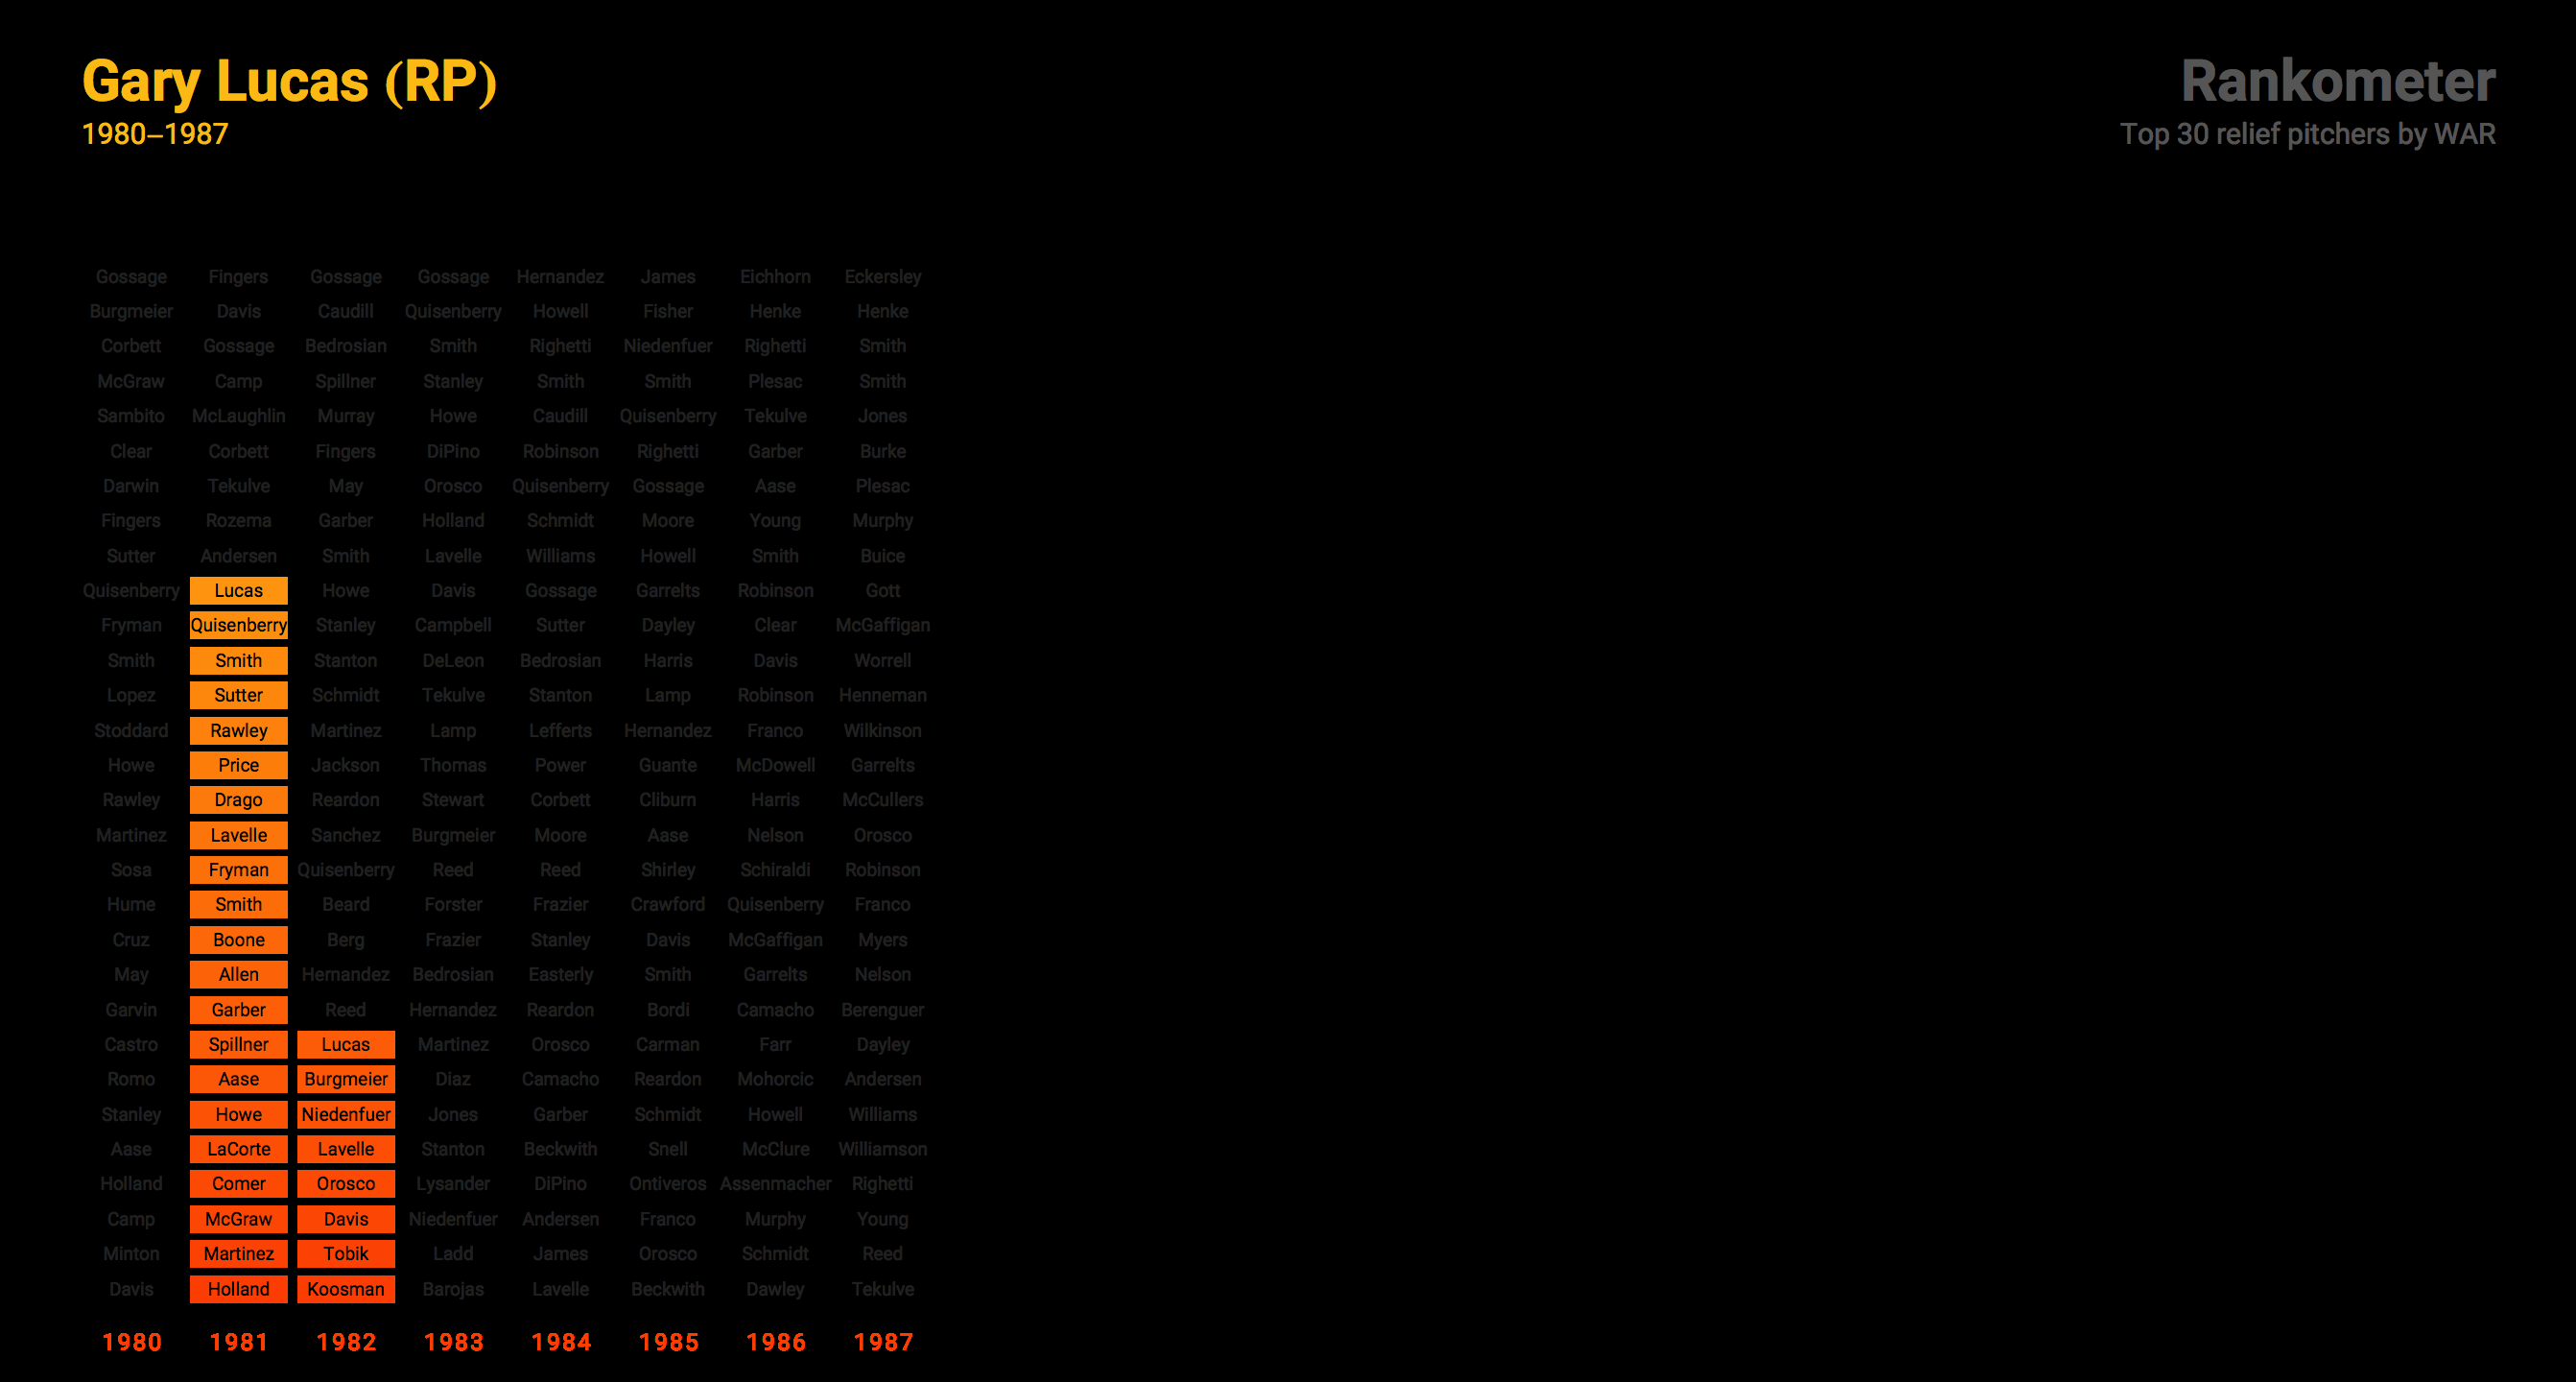 Gary Lucas (RP)
1980–1987
Rankometer
Top 30 relief pitchers by WAR
Gossage Fingers Gossage Gossage Hernandez James Eichhorn Eckersley
Burgmeier Davis Caudill Quisenberry Howell Fisher Henke Henke
Corbett Gossage Bedrosian Smith Righetti Niedenfuer Righetti Smith
McGraw Camp Spillner Stanley Smith Smith Plesac Smith
Sambito McLaughlin Murray Howe Caudill Quisenberry Tekulve Jones
Clear Corbett Fingers DiPino Robinson Righetti Garber Burke
Darwin Tekulve May Orosco Quisenberry Gossage Aase Plesac
Fingers Rozema Garber Holland Schmidt Moore Young Murphy
Sutter Andersen Smith Lavelle Williams Howell Smith Buice
Quisenberry Lucas Howe Davis Gossage Garrelts Robinson Gott
Fryman Quisenberry Stanley Campbell Sutter Dayley Clear McGaffigan
Smith Smith Stanton DeLeon Bedrosian Harris Davis Worrell
Lopez Sutter Schmidt Tekulve Stanton Lamp Robinson Henneman
Stoddard Rawley Martinez Lamp Lefferts Hernandez Franco Wilkinson
Howe Price Jackson Thomas Power Guante McDowell Garrelts
Rawley Drago Reardon Stewart Corbett Cliburn Harris McCullers
Martinez Lavelle Sanchez Burgmeier Moore Aase Nelson Orosco
Sosa Fryman Quisenberry Reed Reed Shirley Schiraldi Robinson
Hume Smith Beard Forster Frazier Crawford Quisenberry Franco
Cruz Boone Berg Frazier Stanley Davis McGaffigan Myers
May Allen Hernandez Bedrosian Easterly Smith Garrelts Nelson
Garvin Garber Reed Hernandez Reardon Bordi Camacho Berenguer
Castro Spillner Lucas Martinez Orosco Carman Farr Dayley
Romo Aase Burgmeier Diaz Camacho Reardon Mohorcic Andersen
Stanley Howe Niedenfuer Jones Garber Schmidt Howell Williams
Aase LaCorte Lavelle Stanton Beckwith Snell McClure Williamson
Holland Comer Orosco Lysander DiPino Ontiveros Assenmacher Righetti
Camp McGraw Davis Niedenfuer Andersen Franco Murphy Young
Minton Martinez Tobik Ladd James Orosco Schmidt Reed
Davis Holland Koosman Barojas Lavelle Beckwith Dawley Tekulve
1980 1981 1982 1983 1984 1985 1986 1987